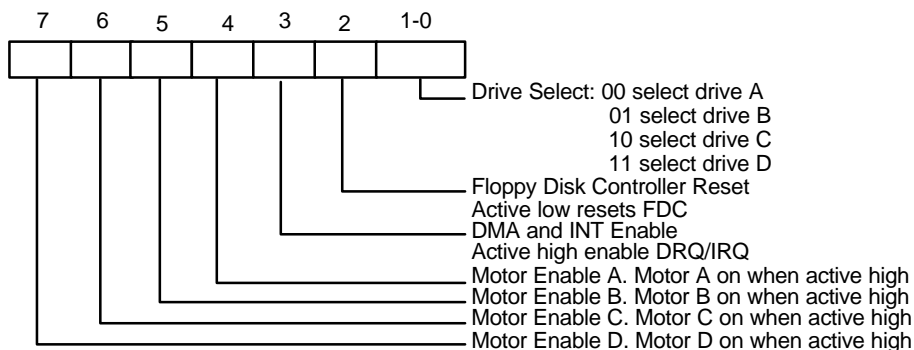 7 6 5 4 3 2 1-0
Drive Select: 00 select drive A
01 select drive B
10 select drive C
11 select drive D
Floppy Disk Controller Reset
Active low resets FDC
DMA and INT Enable
Active high enable DRQ/IRQ
Motor Enable A. Motor A on when active high
Motor Enable B. Motor B on when active high
Motor Enable C. Motor C on when active high
Motor Enable D. Motor D on when active high